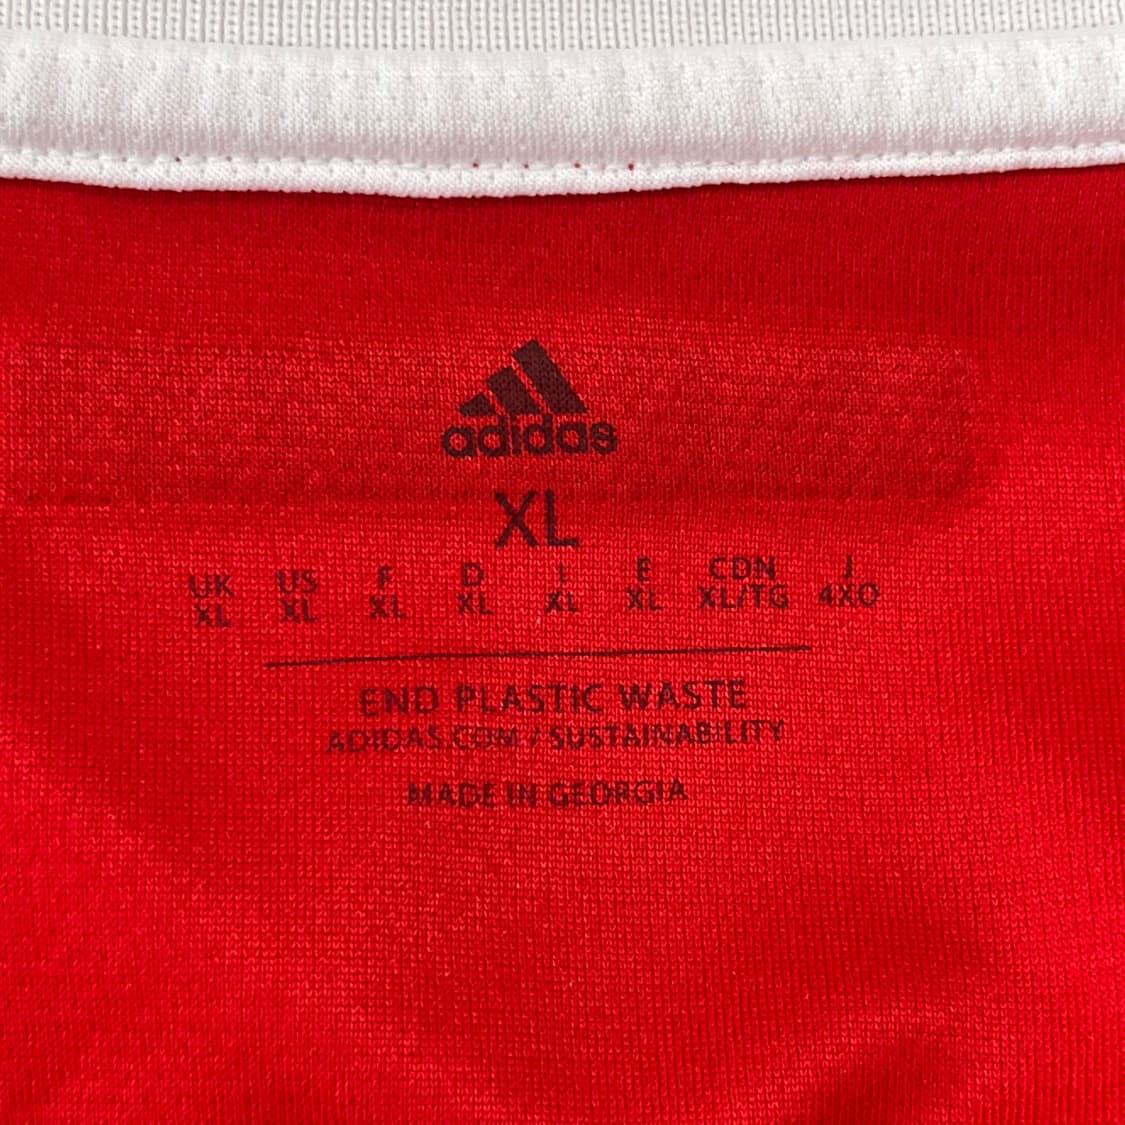 adidas
XL
UK US F D I E CDN J
XL XL XL XL XL XL XL/TG 4XO
END PLASTIC WASTE
ADIDAS.COM / SUSTAINABILITY
MADE IN GEORGIA